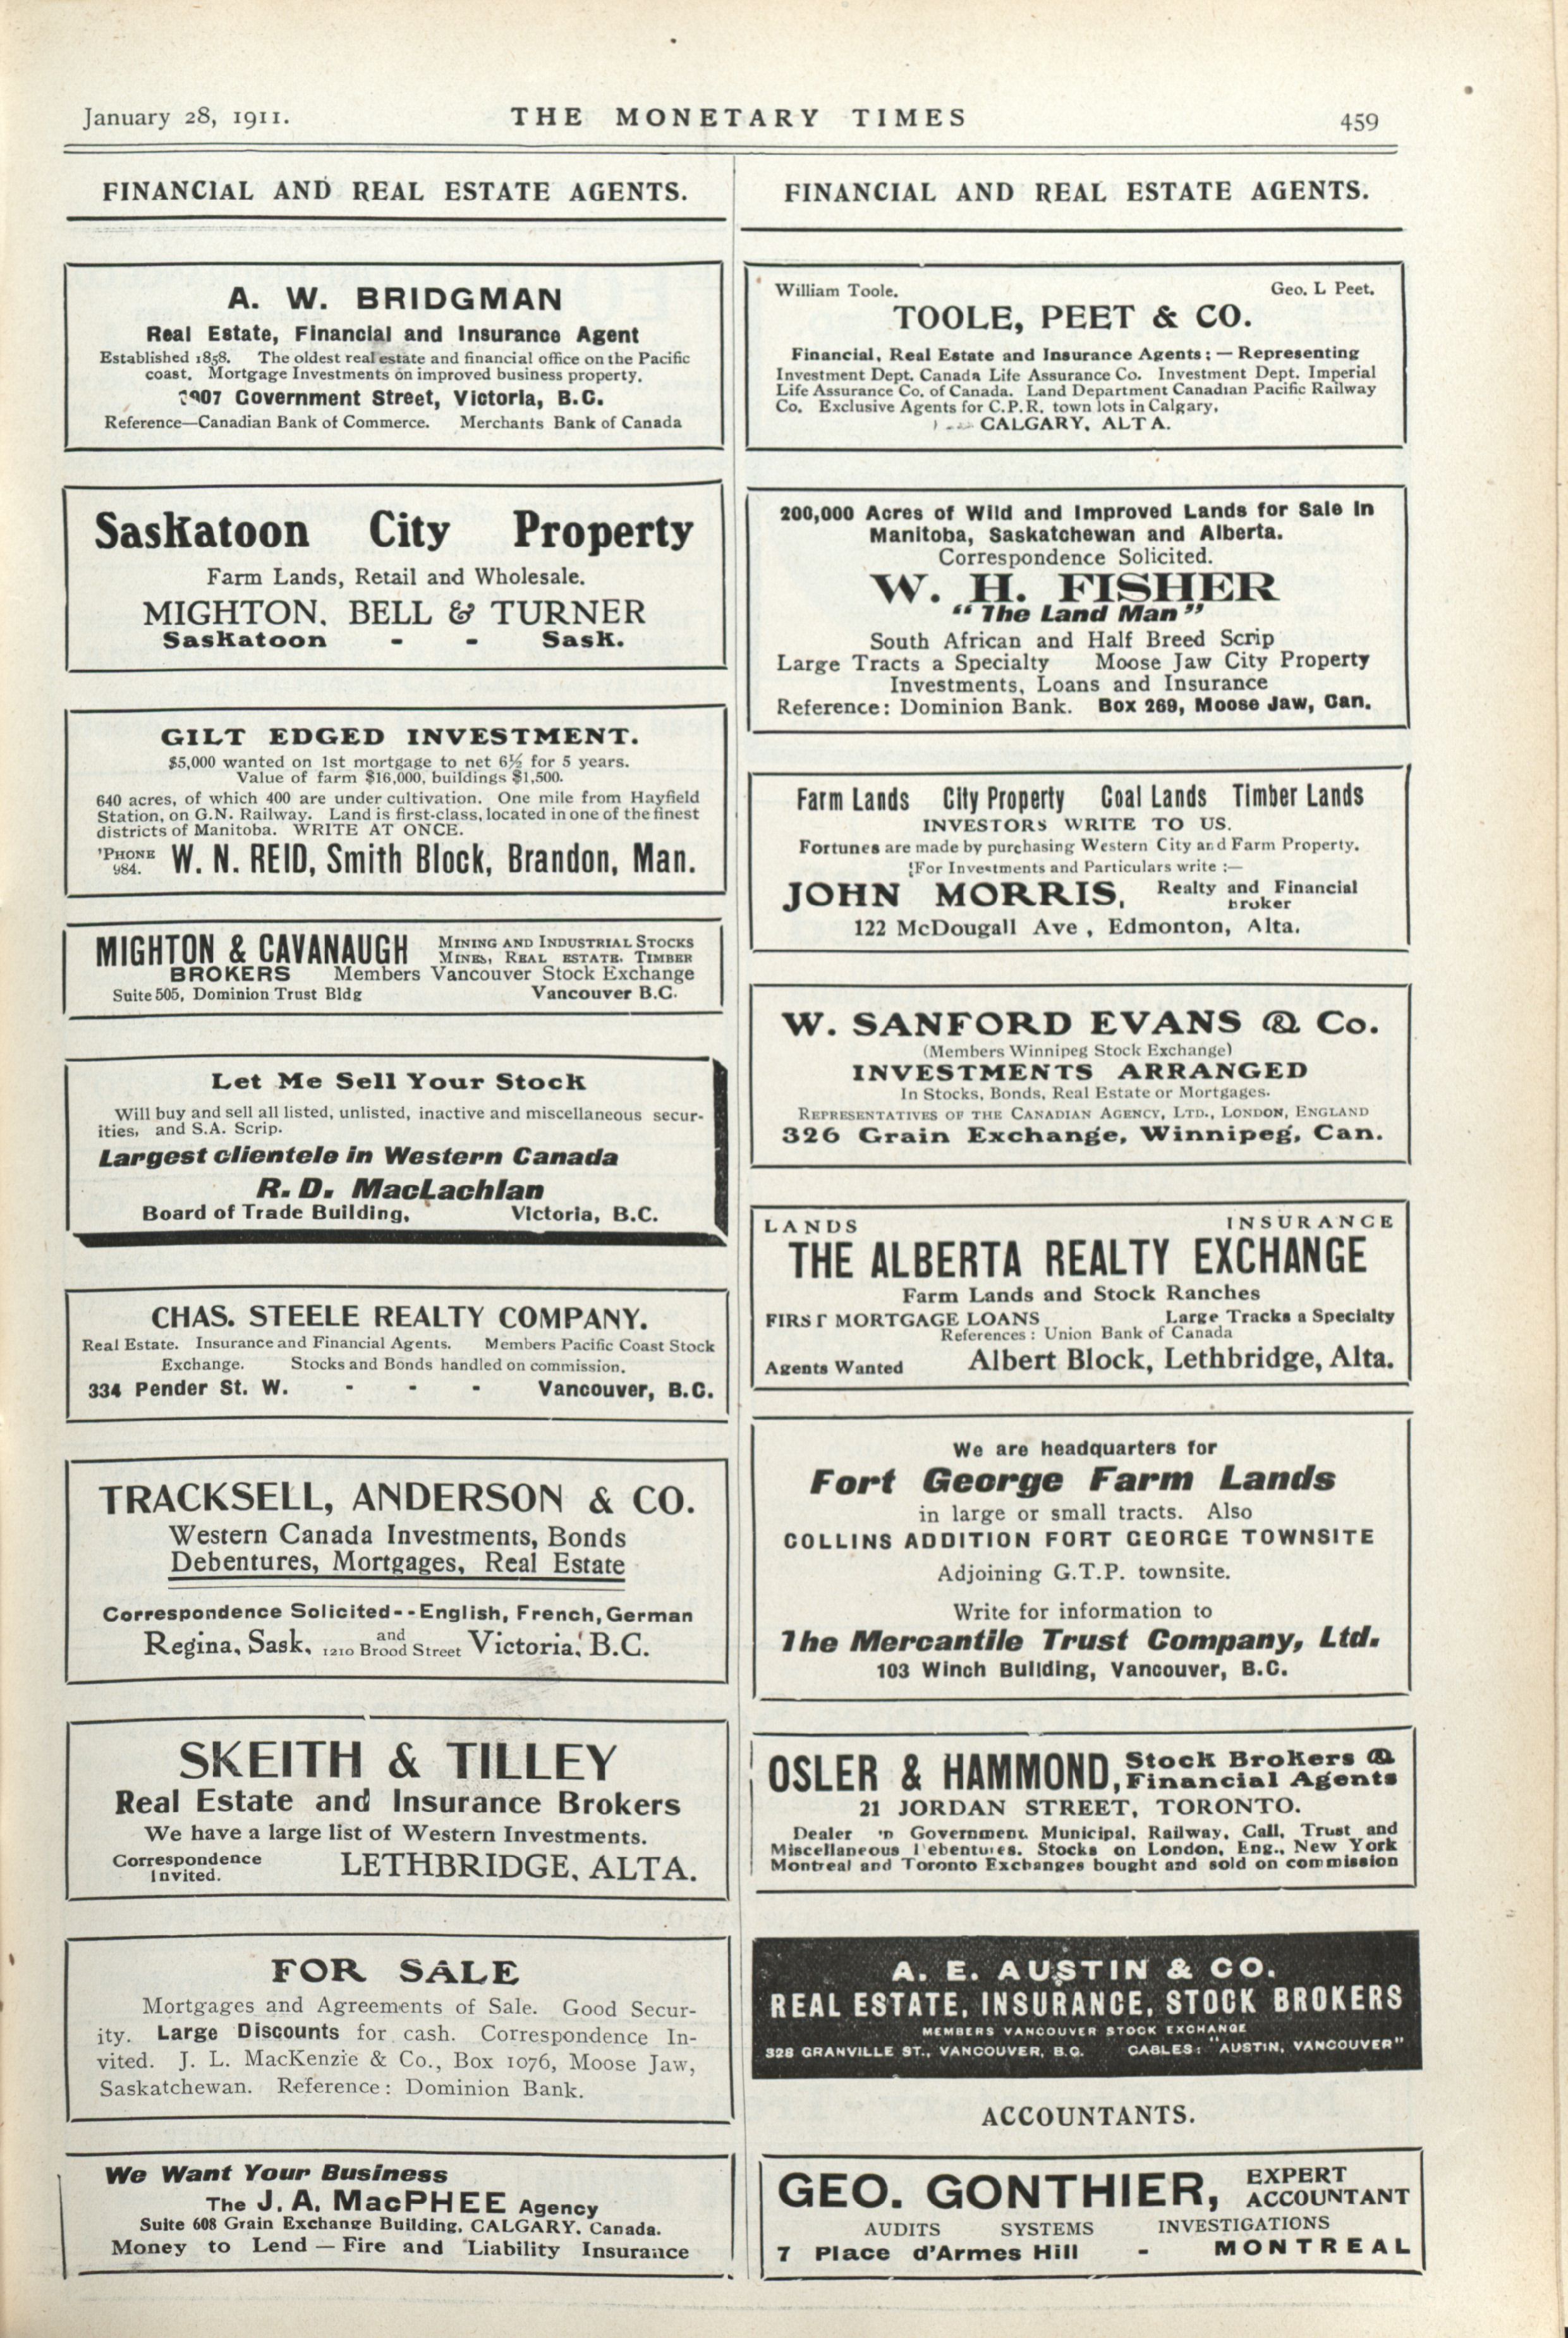 January 28, 1911.
THE MONETARY TIMES
459
FINANCIAL AND REAL ESTATE AGENTS.
A. W. BRIDGMAN
Real Estate, Financial and Insurance Agent
Established 1858. The oldest real estate and financial office on the Pacific
coast. Mortgage Investments on improved business property.
Government Street, Victoria, B.C.
Reference—Canadian Bank of Commerce. Merchants Bank of Canada
Saskatoon City Property
Farm Lands, Retail and Wholesale.
MIGHTON, BELL & TURNER
Saskatoon - - Sask.
GILT EDGED INVESTMENT.
$5,000 wanted on 1st mortgage to net 6½ for 5 years.
Value of farm $16,000, buildings $1,500.
640 acres, of which 400 are under cultivation. One mile from Hayfield
Station, on G.N. Railway. Land is first-class, located in one of the finest
districts of Manitoba. WRITE AT ONCE.
'PHONE 984. W. N. REID, Smith Block, Brandon, Man.
MIGHTON & CAVANAUGH MINING AND INDUSTRIAL STOCKS
MINES, REAL ESTATE. TIMBER
BROKERS Members Vancouver Stock Exchange
Suite 505, Dominion Trust Bldg Vancouver B.C.
Let Me Sell Your Stock
Will buy and sell all listed, unlisted, inactive and miscellaneous secur-
ities, and S.A. Scrip.
Largest clientele in Western Canada
R. D. MacLachlan
Board of Trade Building, Victoria, B.C.
CHAS. STEELE REALTY COMPANY.
Real Estate. Insurance and Financial Agents. Members Pacific Coast Stock
Exchange. Stocks and Bonds handled on commission.
334 Pender St. W. - - - Vancouver, B.C.
TRACKSELL, ANDERSON & CO.
Western Canada Investments, Bonds
Debentures, Mortgages, Real Estate
Correspondence Solicited--English, French, German
Regina, Sask, and 1210 Brood Street Victoria, B.C.
SKEITH & TILLEY
Real Estate and Insurance Brokers
We have a large list of Western Investments.
Correspondence Invited. LETHBRIDGE, ALTA.
FOR SALE
Mortgages and Agreements of Sale. Good Secur-
ity. Large Discounts for cash. Correspondence In-
vited. J. L. MacKenzie & Co., Box 1076, Moose Jaw,
Saskatchewan. Reference: Dominion Bank.
We Want Your Business
The J. A. MacPHEE Agency
Suite 608 Grain Exchange Building, CALGARY, Canada.
Money to Lend — Fire and Liability Insurance
FINANCIAL AND REAL ESTATE AGENTS.
William Toole. Geo. L Peet.
TOOLE, PEET & CO.
Financial, Real Estate and Insurance Agents; — Representing
Investment Dept. Canada Life Assurance Co. Investment Dept. Imperial
Life Assurance Co. of Canada. Land Department Canadian Pacific Railway
Co. Exclusive Agents for C.P.R. town lots in Calgary.
CALGARY, ALTA.
200,000 Acres of Wild and Improved Lands for Sale in
Manitoba, Saskatchewan and Alberta.
Correspondence Solicited.
W. H. FISHER
"The Land Man"
South African and Half Breed Scrip
Large Tracts a Specialty Moose Jaw City Property
Investments, Loans and Insurance
Reference: Dominion Bank. Box 269, Moose Jaw, Can.
Farm Lands City Property Coal Lands Timber Lands
INVESTORS WRITE TO US.
Fortunes are made by purchasing Western City and Farm Property.
For Investments and Particulars write :—
JOHN MORRIS, Realty and Financial broker
122 McDougall Ave , Edmonton, Alta.
W. SANFORD EVANS & Co.
(Members Winnipeg Stock Exchange)
INVESTMENTS ARRANGED
In Stocks, Bonds, Real Estate or Mortgages.
REPRESENTATIVES OF THE CANADIAN AGENCY, LTD., LONDON, ENGLAND
326 Grain Exchange, Winnipeg, Can.
LANDS INSURANCE
THE ALBERTA REALTY EXCHANGE
Farm Lands and Stock Ranches
FIRST MORTGAGE LOANS Large Tracks a Specialty
References: Union Bank of Canada
Agents Wanted Albert Block, Lethbridge, Alta.
We are headquarters for
Fort George Farm Lands
in large or small tracts. Also
COLLINS ADDITION FORT GEORGE TOWNSITE
Adjoining G.T.P. townsite.
Write for information to
The Mercantile Trust Company, Ltd.
103 Winch Building, Vancouver, B.C.
OSLER & HAMMOND, Stock Brokers &
Financial Agents
21 JORDAN STREET, TORONTO.
Dealer in Government, Municipal, Railway, Call, Trust and
Miscellaneous Debentures. Stocks on London, Eng., New York
Montreal and Toronto Exchanges bought and sold on commission
A. E. AUSTIN & CO.
REAL ESTATE, INSURANCE, STOCK BROKERS
MEMBERS VANCOUVER STOCK EXCHANGE
328 GRANVILLE ST., VANCOUVER, B.C. CABLES: "AUSTIN, VANCOUVER"
ACCOUNTANTS.
GEO. GONTHIER, EXPERT
ACCOUNTANT
AUDITS SYSTEMS INVESTIGATIONS
7 Place d'Armes Hill - MONTREAL